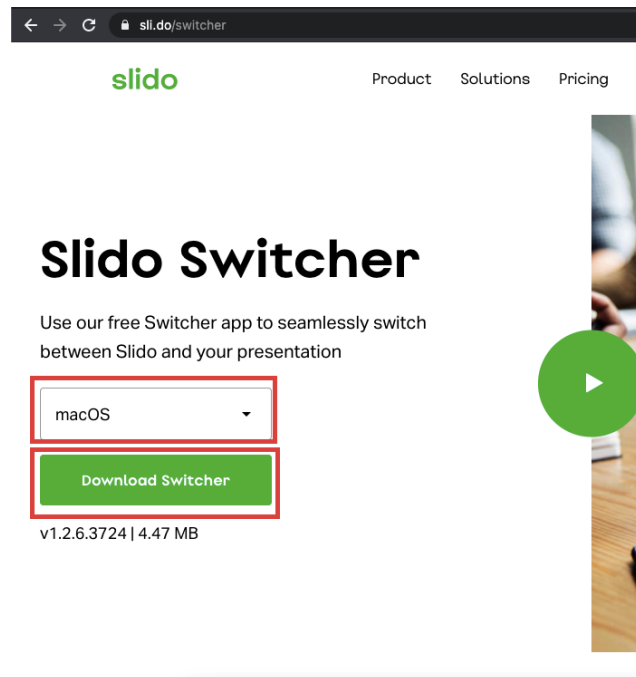 sli.do/switcher
slido
Product Solutions Pricing
Slido Switcher
Use our free Switcher app to seamlessly switch
between Slido and your presentation
macOS
Download Switcher
v1.2.6.3724 | 4.47 MB